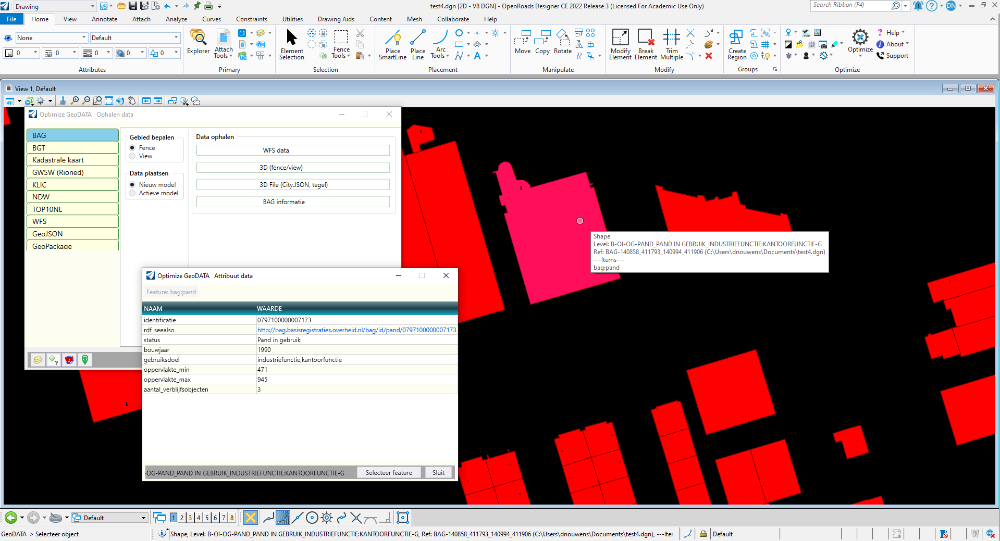 Drawing
test4.dgn [2D - V8 DGN] - OpenRoads Designer CE 2022 Release 3 (Licensed For Academic Use Only)
Search Ribbon (F4)
DN
File Home View Annotate Attach Analyze Curves Constraints Utilities Drawing Aids Content Mesh Collaborate Help
None
Default
0 0 0 0 0
Attributes
Explorer
Attach Tools
Primary
Element Selection
Fence Tools
Selection
Place SmartLine
Place Line
Arc Tools
Placement
Move
Copy
Rotate
Manipulate
Modify Element
Break Element
Trim Multiple
Modify
Create Region
Groups
Optimize
Help
About
Support
Optimize
View 1, Default
Optimize GeoDATA Ophalen data
BAG
BGT
Kadastrale kaart
GWSW (Rioned)
KLIC
NDW
TOP10NL
WFS
GeoJSON
GeoPackage
Gebied bepalen
Fence
View
Data plaatsen
Nieuw model
Actieve model
Data ophalen
WFS data
3D (fence/view)
3D File (CityJSON, tegel)
BAG informatie
Shape
Level: B-OI-OG-PAND_PAND IN GEBRUIK_INDUSTRIEFUNCTIE:KANTOORFUNCTIE-G
Ref: BAG-140858_411793_140994_411906 (C:\Users\dnouwens\Documents\test4.dgn)
---Items---
bag:pand
Optimize GeoDATA Attribuut data
Feature: bag:pand
NAAM WAARDE
identificatie 0797100000007173
rdf_seealso http://bag.basisregistraties.overheid.nl/bag/id/pand/0797100000007173
status Pand in gebruik
bouwjaar 1990
gebruiksdoel industriefunctie,kantoorfunctie
oppervlakte_min 471
oppervlakte_max 945
aantal_verblijfsobjecten 3
-OG-PAND_PAND IN GEBRUIK_INDUSTRIEFUNCTIE:KANTOORFUNCTIE-G
Selecteer feature
Sluit
Default
1 2 3 4 5 6 7 8
GeoDATA > Selecteer object
Shape, Level: B-OI-OG-PAND_PAND IN GEBRUIK_INDUSTRIEFUNCTIE:KANTOORFUNCTIE-G, Ref: BAG-140858_411793_140994_411906 (C:\Users\dnouwens\Documents\test4.dgn), ---Iter
Default